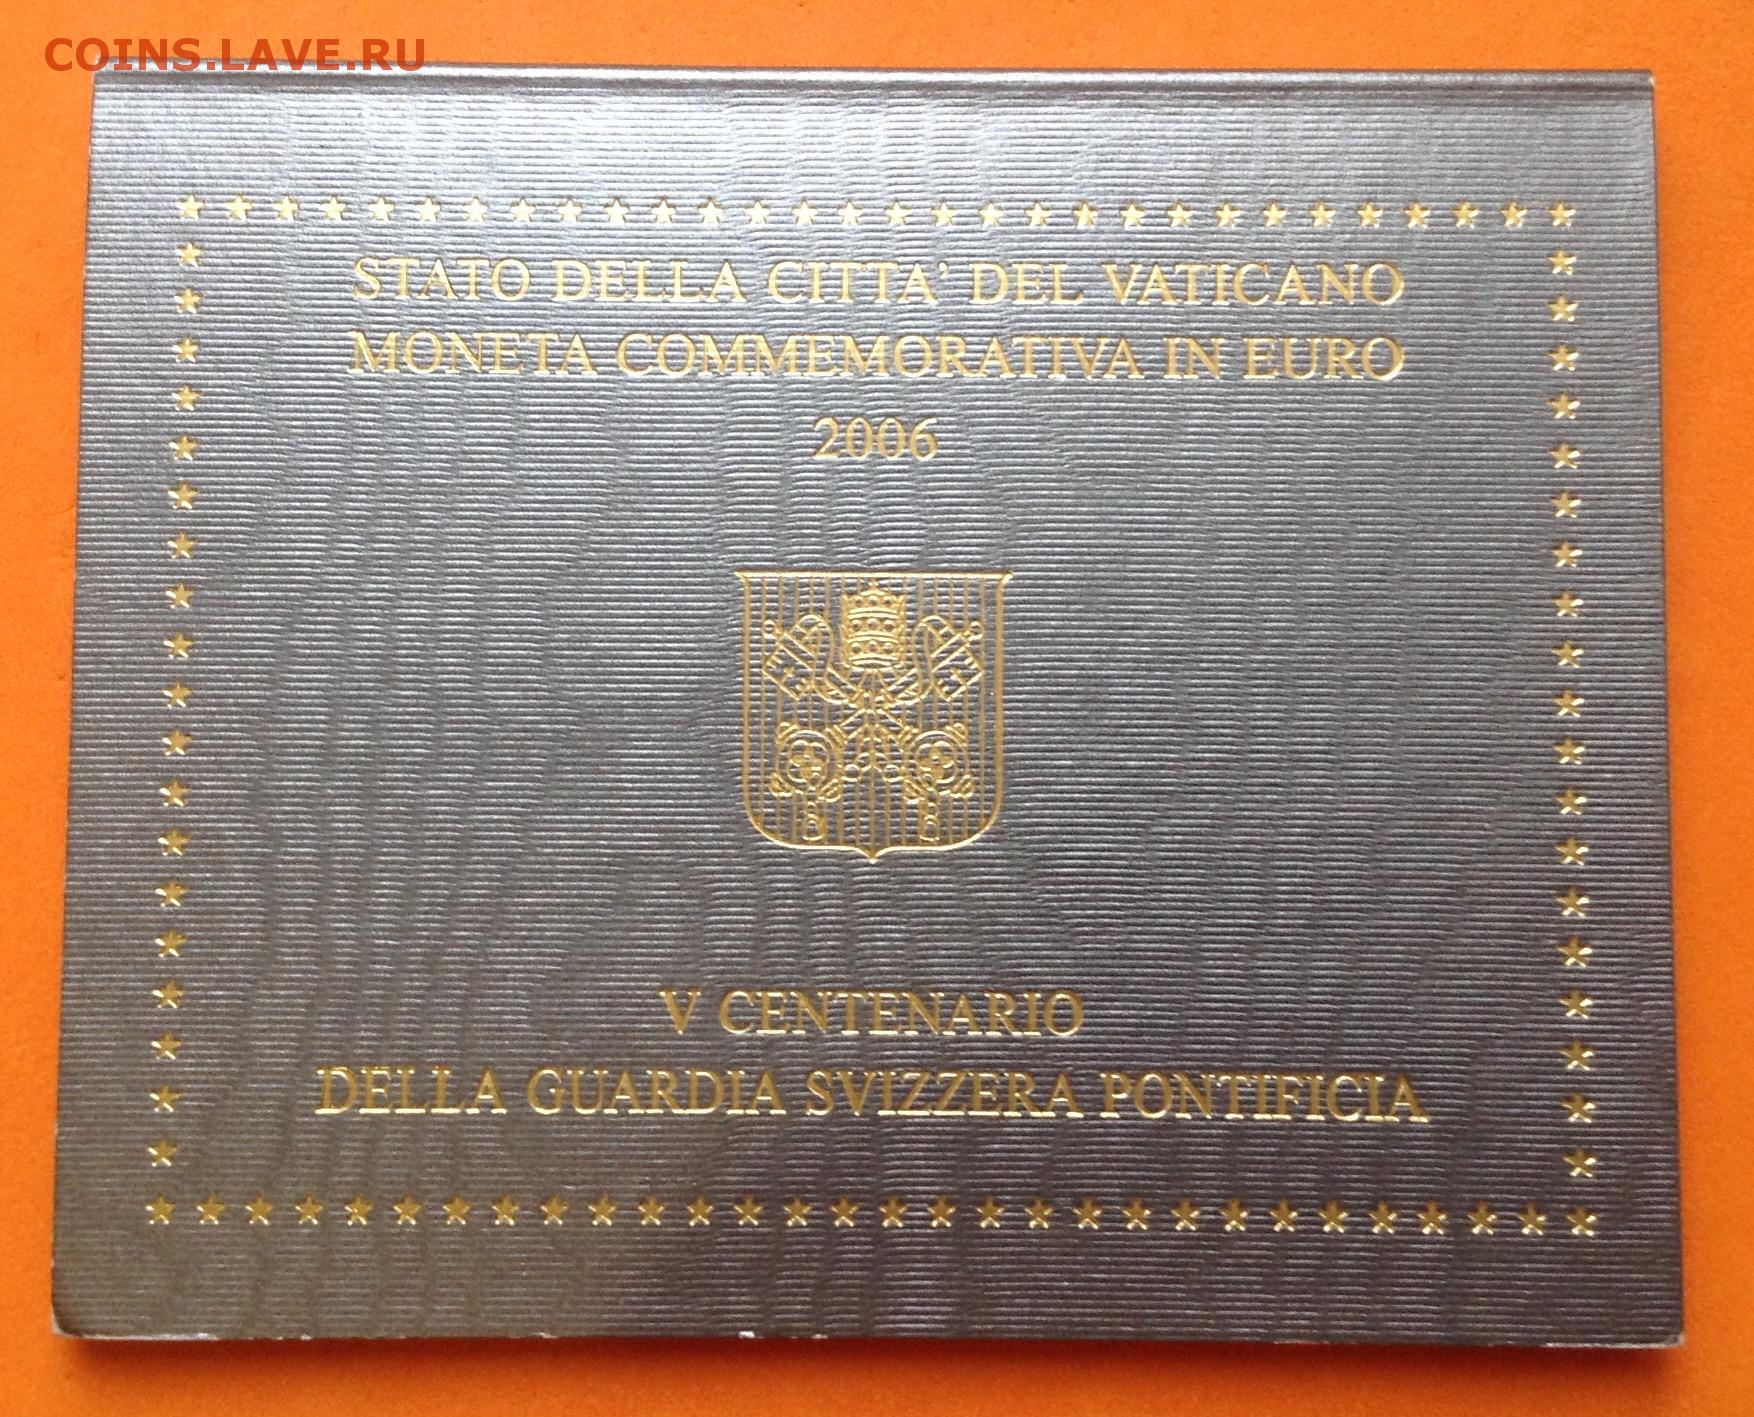 COINS.LAVE.RU
STATO DELLA CITTA' DEL VATICANO
MONETA COMMEMORATIVA IN EURO
2006
V CENTENARIO
DELLA GUARDIA SVIZZERA PONTIFICIA